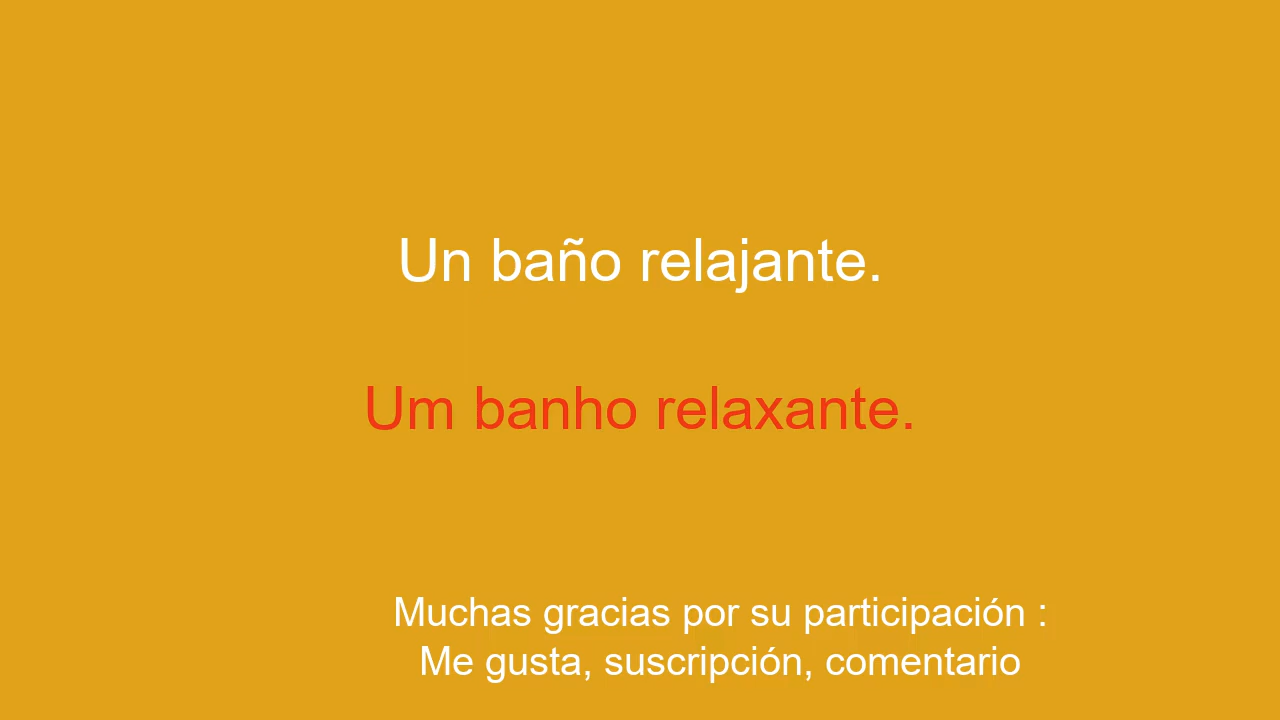 Un baño relajante.
Um banho relaxante.
Muchas gracias por su participación :
Me gusta, suscripción, comentario